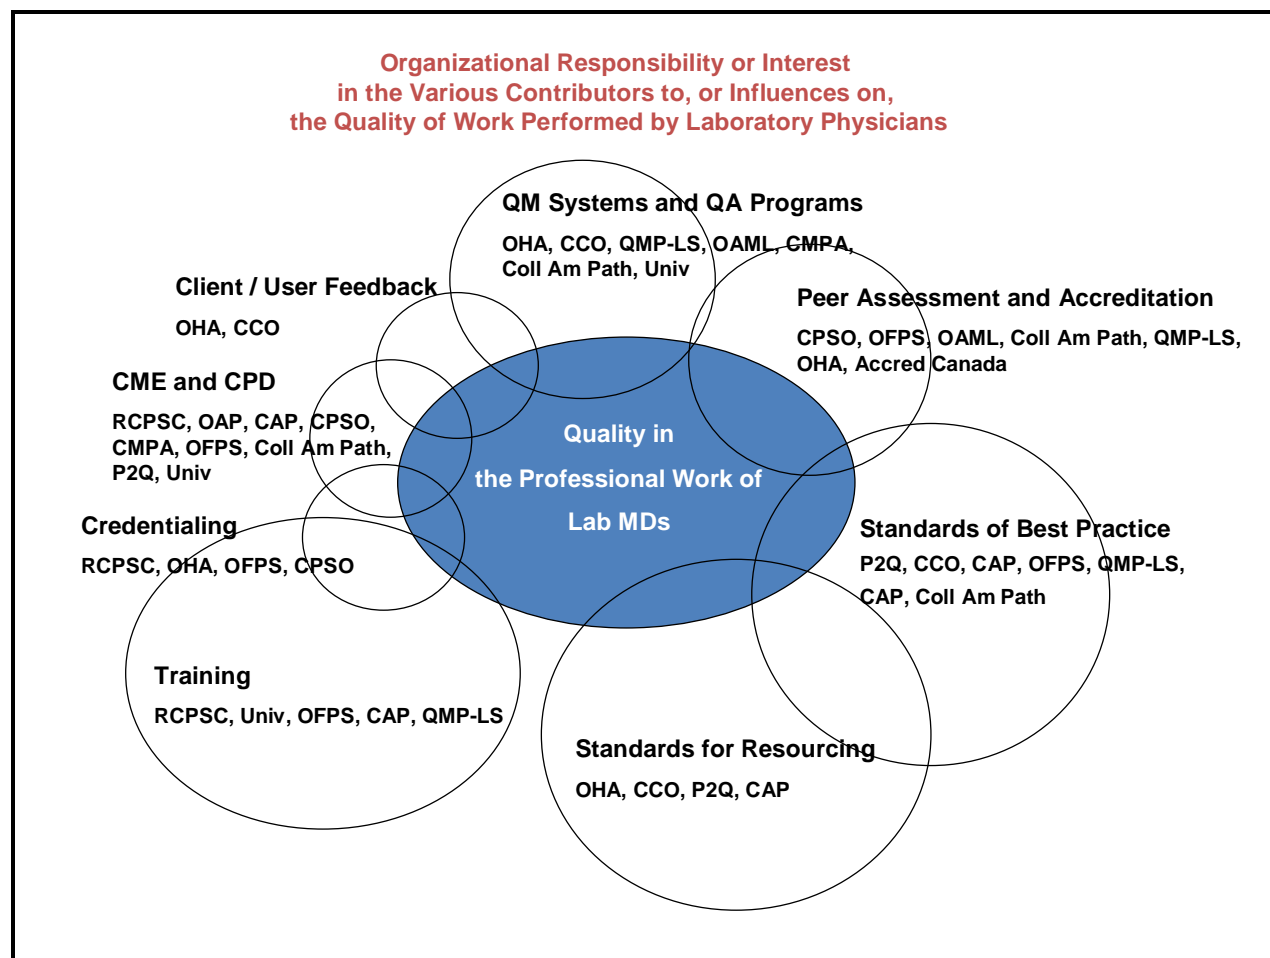 Organizational Responsibility or Interest
in the Various Contributors to, or Influences on,
the Quality of Work Performed by Laboratory Physicians
QM Systems and QA Programs
OHA, CCO, QMP-LS, OAML, CMPA,
Coll Am Path, Univ
Client / User Feedback
OHA, CCO
Peer Assessment and Accreditation
CPSO, OFPS, OAML, Coll Am Path, QMP-LS,
OHA, Accred Canada
CME and CPD
RCPSC, OAP, CAP, CPSO,
CMPA, OFPS, Coll Am Path,
P2Q, Univ
Quality in
the Professional Work of
Lab MDs
Credentialing
RCPSC, OHA, OFPS, CPSO
Standards of Best Practice
P2Q, CCO, CAP, OFPS, QMP-LS,
CAP, Coll Am Path
Training
RCPSC, Univ, OFPS, CAP, QMP-LS
Standards for Resourcing
OHA, CCO, P2Q, CAP